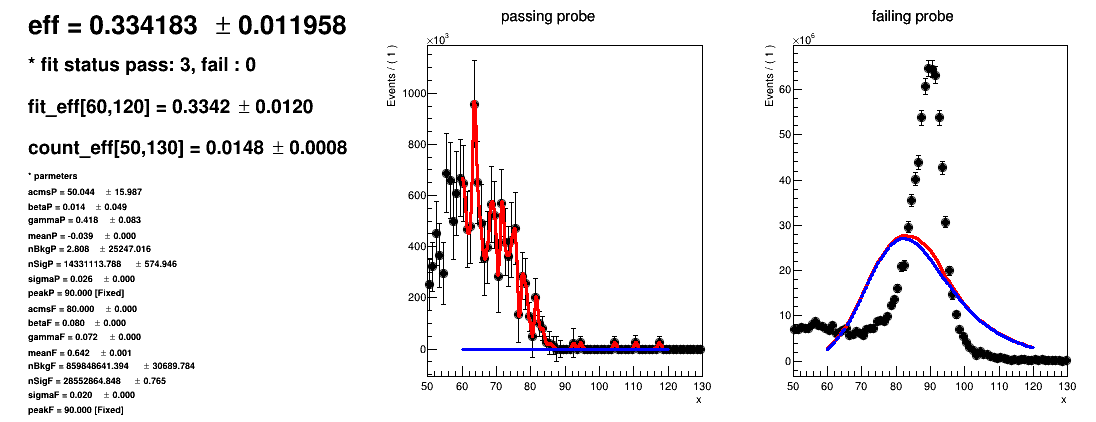 eff = 0.334183 ± 0.011958
* fit status pass: 3, fail : 0
fit_eff[60,120] = 0.3342 ± 0.0120
count_eff[50,130] = 0.0148 ± 0.0008
* parmeters
acmsP = 50.044 ± 15.987
betaP = 0.014 ± 0.049
gammaP = 0.418 ± 0.083
meanP = -0.039 ± 0.000
nBkgP = 2.808 ± 25247.016
nSigP = 14331113.788 ± 574.946
sigmaP = 0.026 ± 0.000
peakP = 90.000 [Fixed]
acmsF = 80.000 ± 0.000
betaF = 0.080 ± 0.000
gammaF = 0.072 ± 0.000
meanF = 0.642 ± 0.001
nBkgF = 859848641.394 ± 30689.784
nSigF = 28552864.848 ± 0.765
sigmaF = 0.020 ± 0.000
peakF = 90.000 [Fixed]
passing probe
×10³
Events / ( 1 )
1000
800
600
400
200
0
50 60 70 80 90 100 110 120 130
x
failing probe
×10⁶
Events / ( 1 )
60
50
40
30
20
10
0
50 60 70 80 90 100 110 120 130
x